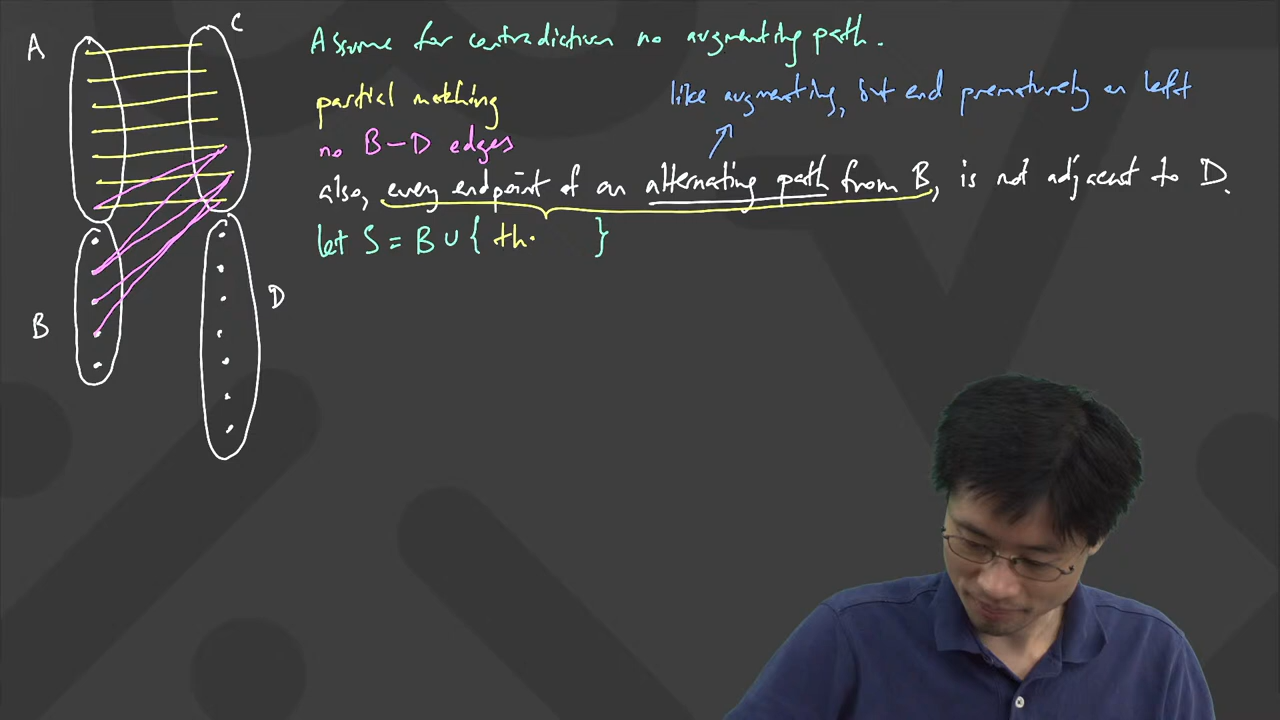 A
C
B
D
Assume for contradiction no augmenting path.
partial matching
like augmenting, but end prematurely on left
no B-D edges
also, every endpoint of an alternating path from B, is not adjacent to D.
let S = B ∪ { th· }